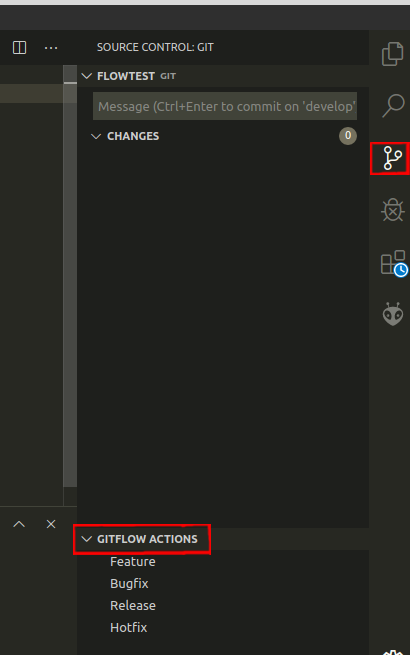 SOURCE CONTROL: GIT
FLOWTEST GIT
Message (Ctrl+Enter to commit on 'develop'
CHANGES 0
GITFLOW ACTIONS
Feature
Bugfix
Release
Hotfix